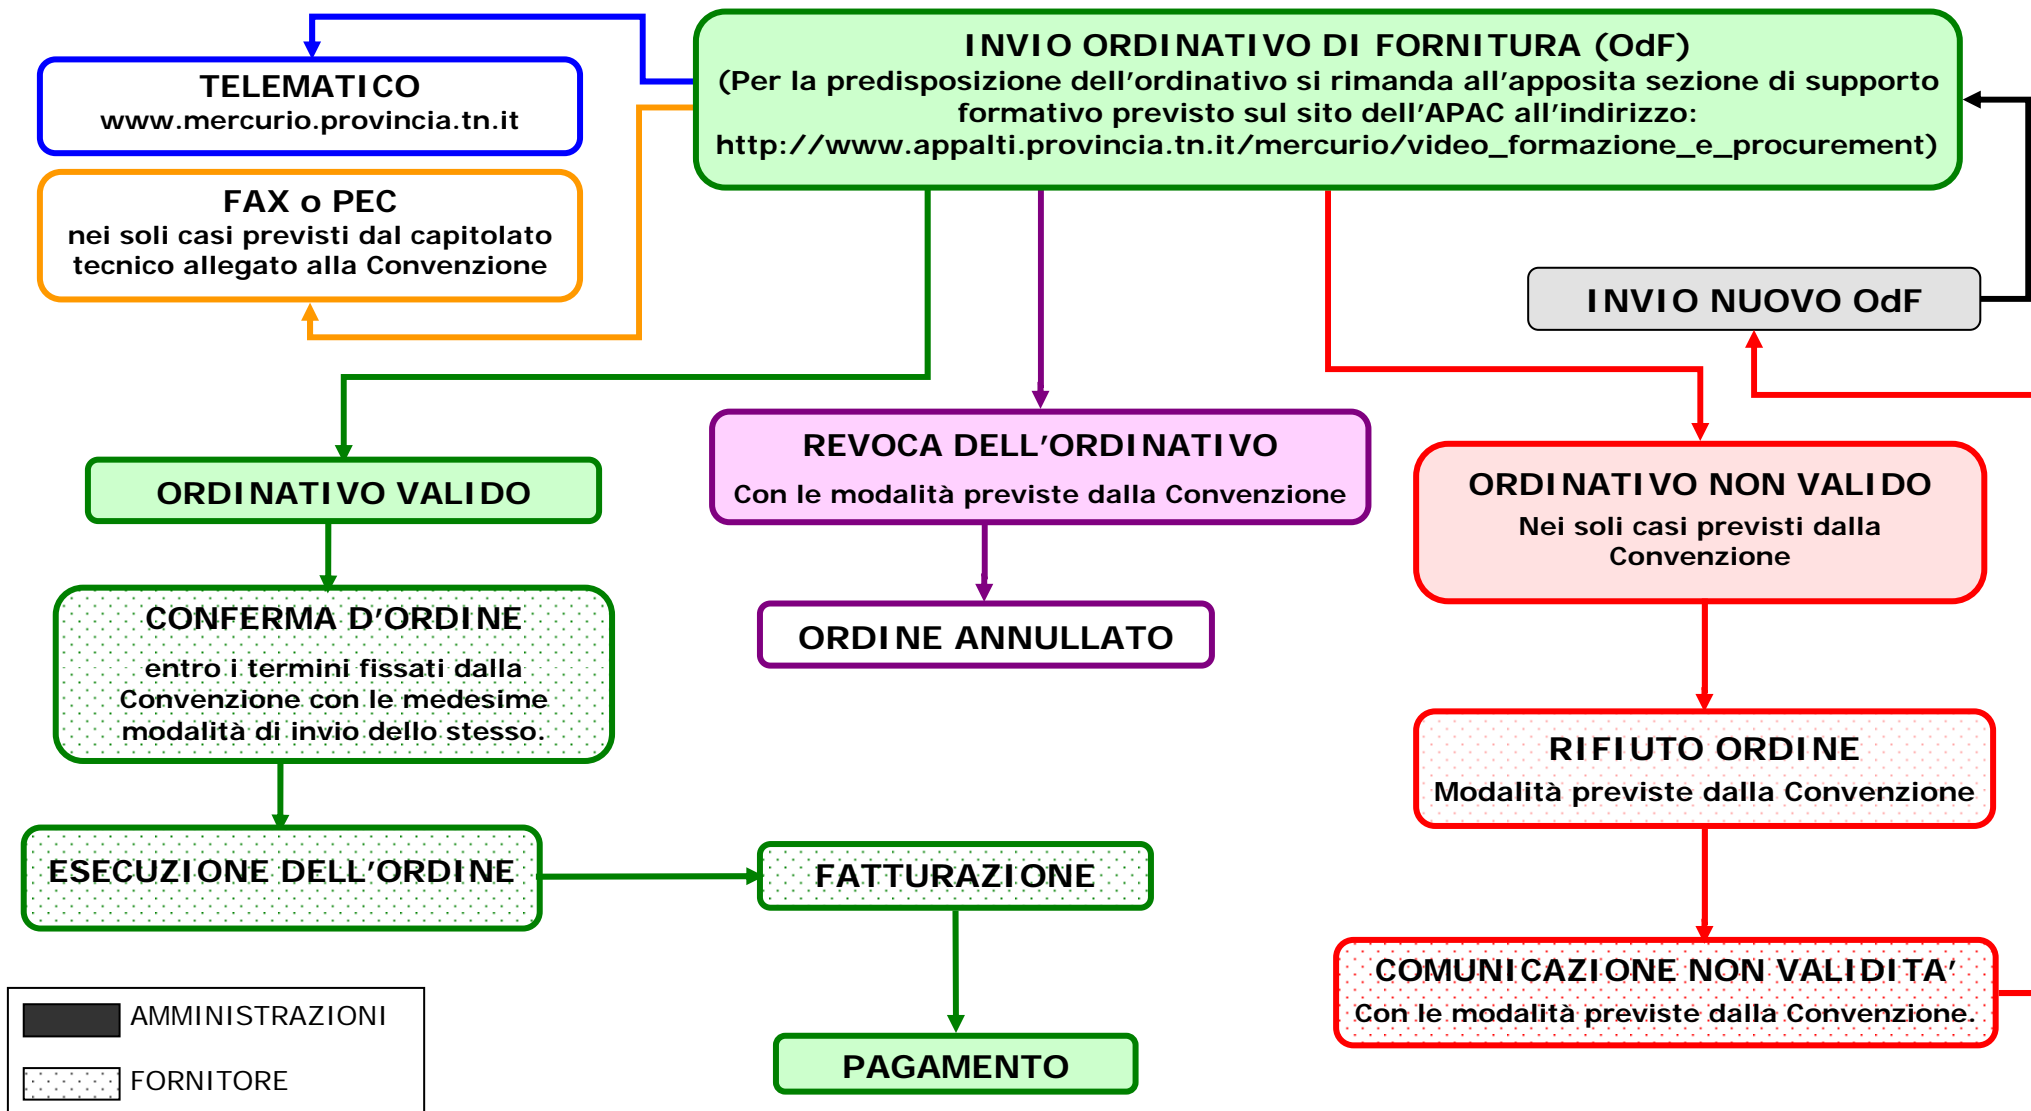 INVIO ORDINATIVO DI FORNITURA (OdF)
(Per la predisposizione dell'ordinativo si rimanda all'apposita sezione di supporto
formativo previsto sul sito dell'APAC all'indirizzo:
http://www.appalti.provincia.tn.it/mercurio/video_formazione_e_procurement)
TELEMATICO
www.mercurio.provincia.tn.it
FAX o PEC
nei soli casi previsti dal capitolato
tecnico allegato alla Convenzione
INVIO NUOVO OdF
ORDINATIVO VALIDO
REVOCA DELL'ORDINATIVO
Con le modalità previste dalla Convenzione
ORDINATIVO NON VALIDO
Nei soli casi previsti dalla
Convenzione
CONFERMA D'ORDINE
entro i termini fissati dalla
Convenzione con le medesime
modalità di invio dello stesso.
ORDINE ANNULLATO
RIFIUTO ORDINE
Modalità previste dalla Convenzione
ESECUZIONE DELL'ORDINE
FATTURAZIONE
COMUNICAZIONE NON VALIDITA'
Con le modalità previste dalla Convenzione.
PAGAMENTO
AMMINISTRAZIONI
FORNITORE